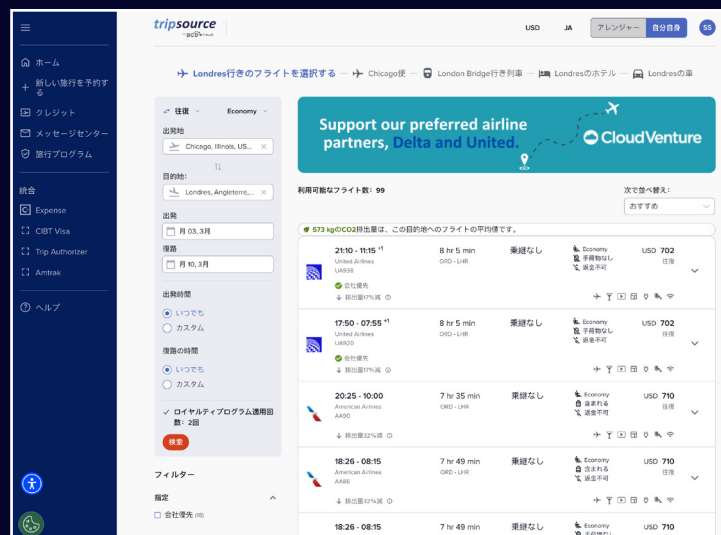 tripsource
BCD travel
USD
JA
アレンジャー
自分自身
SS
ホーム
新しい旅行を予約す
る
クレジット
メッセージセンター
旅行プログラム
統合
Expense
CIBT Visa
Trip Authorizer
Amtrak
ヘルプ
Londres行きのフライトを選択する
Chicago便
London Bridge行き列車
Londresのホテル
Londresの車
往復
Economy
出発地
Chicago, Illinois, US...
目的地:
Londres, Angleterre,...
出発
月 03, 3月
復路
月 10, 3月
出発時間
いつでも
カスタム
復路の時間
いつでも
カスタム
ロイヤルティプログラム適用回
数: 2回
検索
フィルター
指定
会社優先 (18)
Support our preferred airline
partners, Delta and United.
CloudVenture
利用可能なフライト数: 99
次で並べ替え:
おすすめ
573 kgのCO2排出量は、この目的地へのフライトの平均値です。
21:10 - 11:15 +1
8 hr 5 min
乗継なし
Economy
USD 702
United Airlines
ORD - LHR
手荷物なし
往復
UA938
返金不可
会社優先
排出量17%減
17:50 - 07:55 +1
8 hr 5 min
乗継なし
Economy
USD 702
United Airlines
ORD - LHR
手荷物なし
往復
UA920
返金不可
会社優先
排出量17%減
20:25 - 10:00
7 hr 35 min
乗継なし
Economy
USD 710
American Airlines
ORD - LHR
含まれる
往復
AA90
返金不可
排出量32%減
18:26 - 08:15
7 hr 49 min
乗継なし
Economy
USD 710
American Airlines
ORD - LHR
含まれる
往復
AA86
返金不可
排出量32%減
18:26 - 08:15
7 hr 49 min
乗継なし
Economy
USD 710